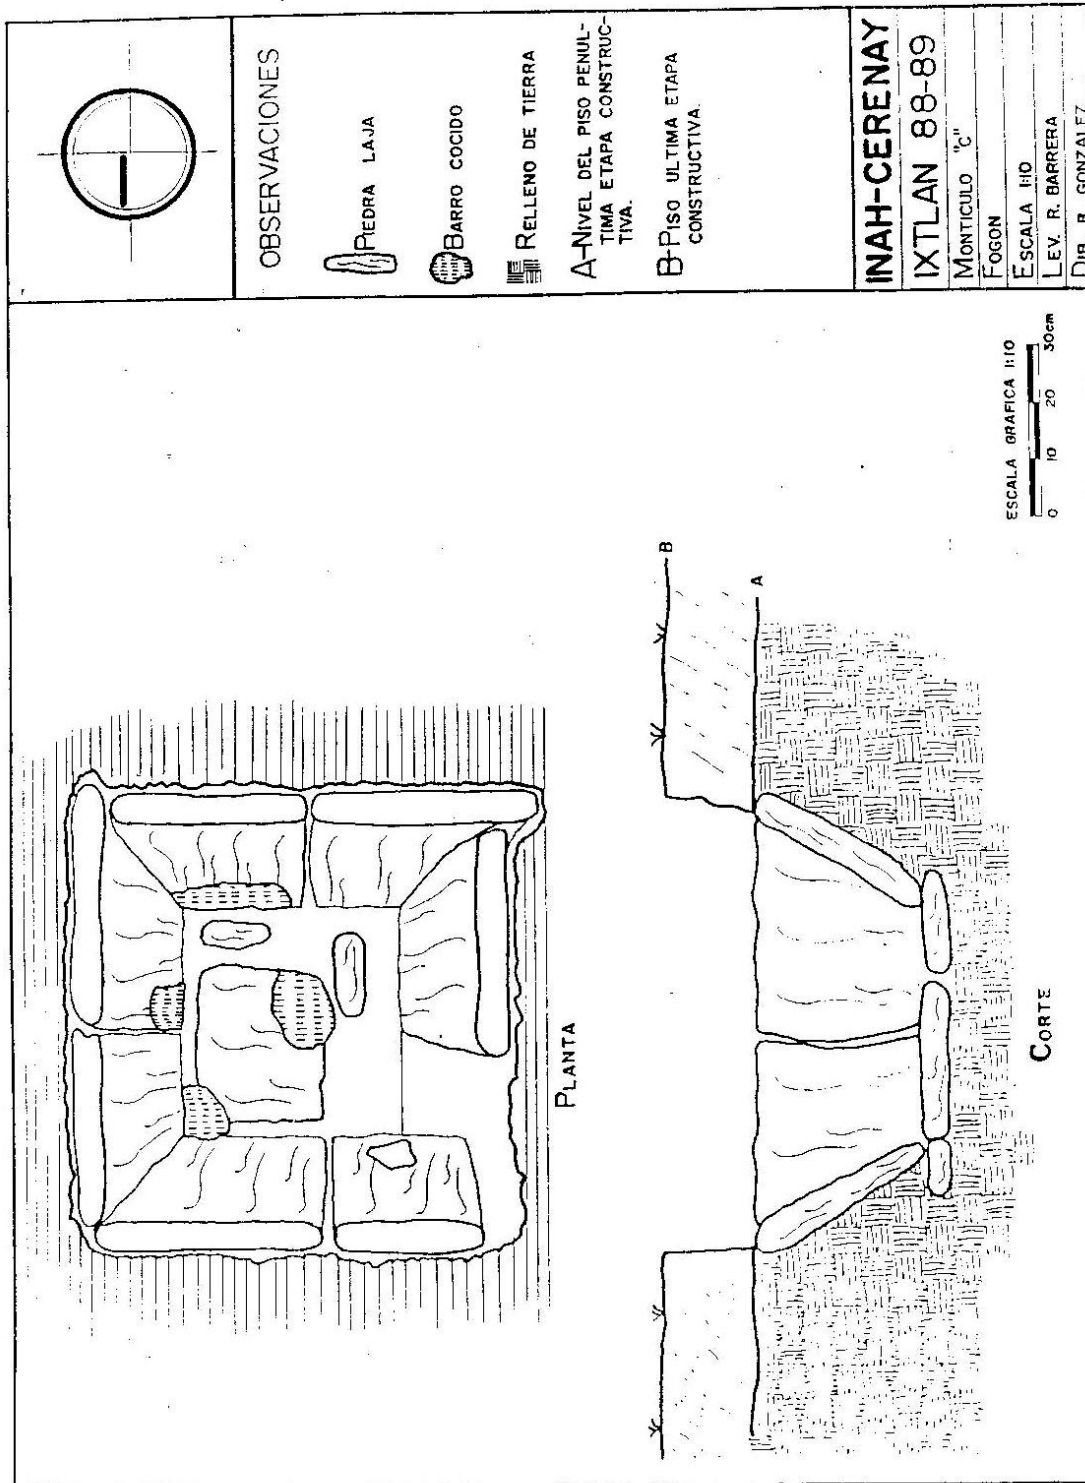 OBSERVACIONES
PIEDRA LAJA
BARRO COCIDO
RELLENO DE TIERRA
A-NIVEL DEL PISO PENUL-
TIMA ETAPA CONSTRUC-
TIVA.
B-PISO ULTIMA ETAPA
CONSTRUCTIVA.
INAH-CERENAY
IXTLAN 88-89
MONTICULO "C"
FOGON
ESCALA 1:10
LEV. R. BARRERA
DIB. R. GONZALEZ
PLANTA
B
A
CORTE
ESCALA GRAFICA 1:10
0 10 20 30cm